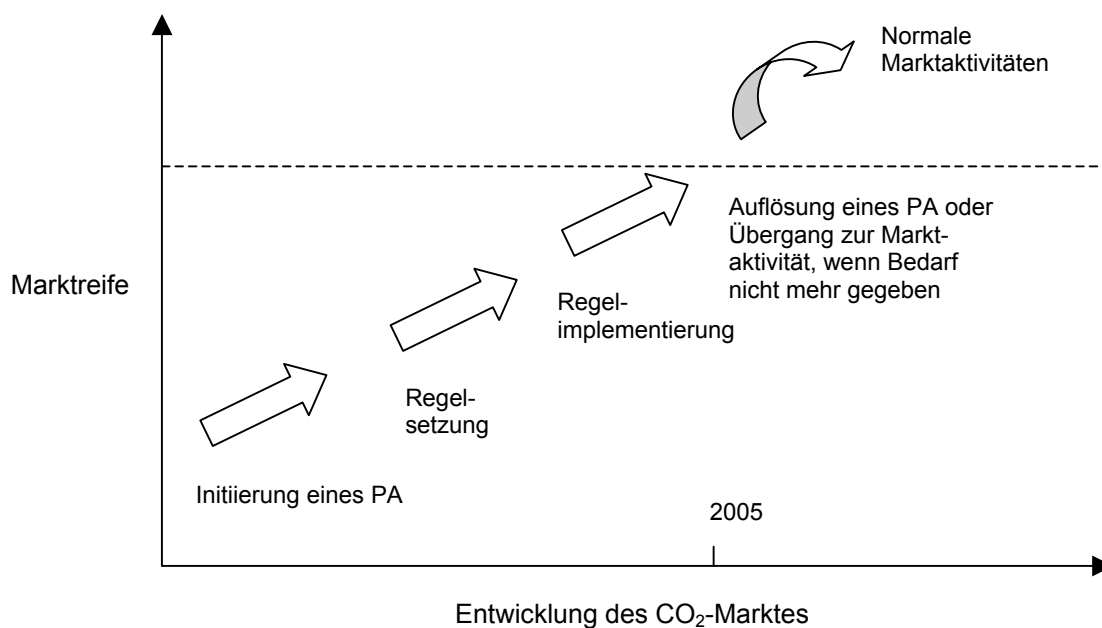 Normale
Marktaktivitäten
Auflösung eines PA oder
Übergang zur Markt-
aktivität, wenn Bedarf
nicht mehr gegeben
Marktreife
Regel-
implementierung
Regel-
setzung
Initiierung eines PA
2005
Entwicklung des CO₂-Marktes